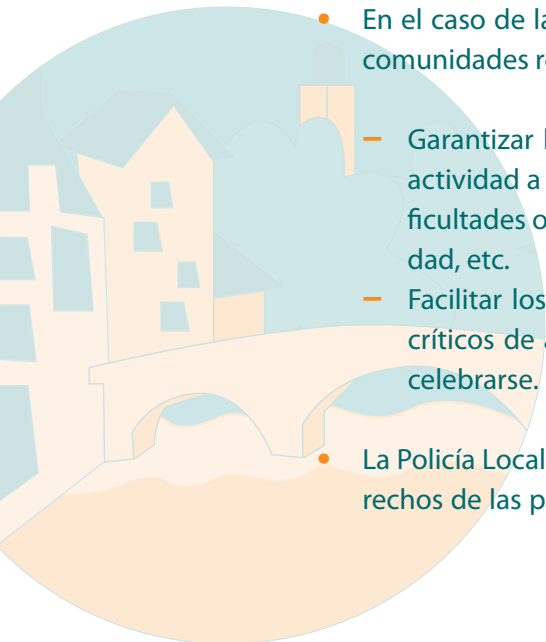 • En el caso de la
comunidades re
– Garantizar l
actividad a
ficultades o
dad, etc.
– Facilitar los
críticos de a
celebrarse.
• La Policía Local
rechos de las p